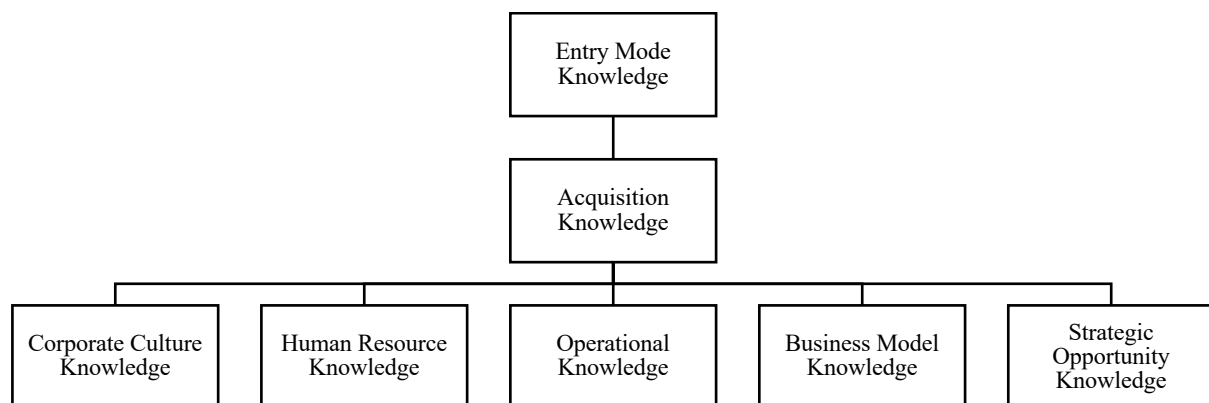 Entry Mode
Knowledge
Acquisition
Knowledge
Corporate Culture
Knowledge
Human Resource
Knowledge
Operational
Knowledge
Business Model
Knowledge
Strategic
Opportunity
Knowledge